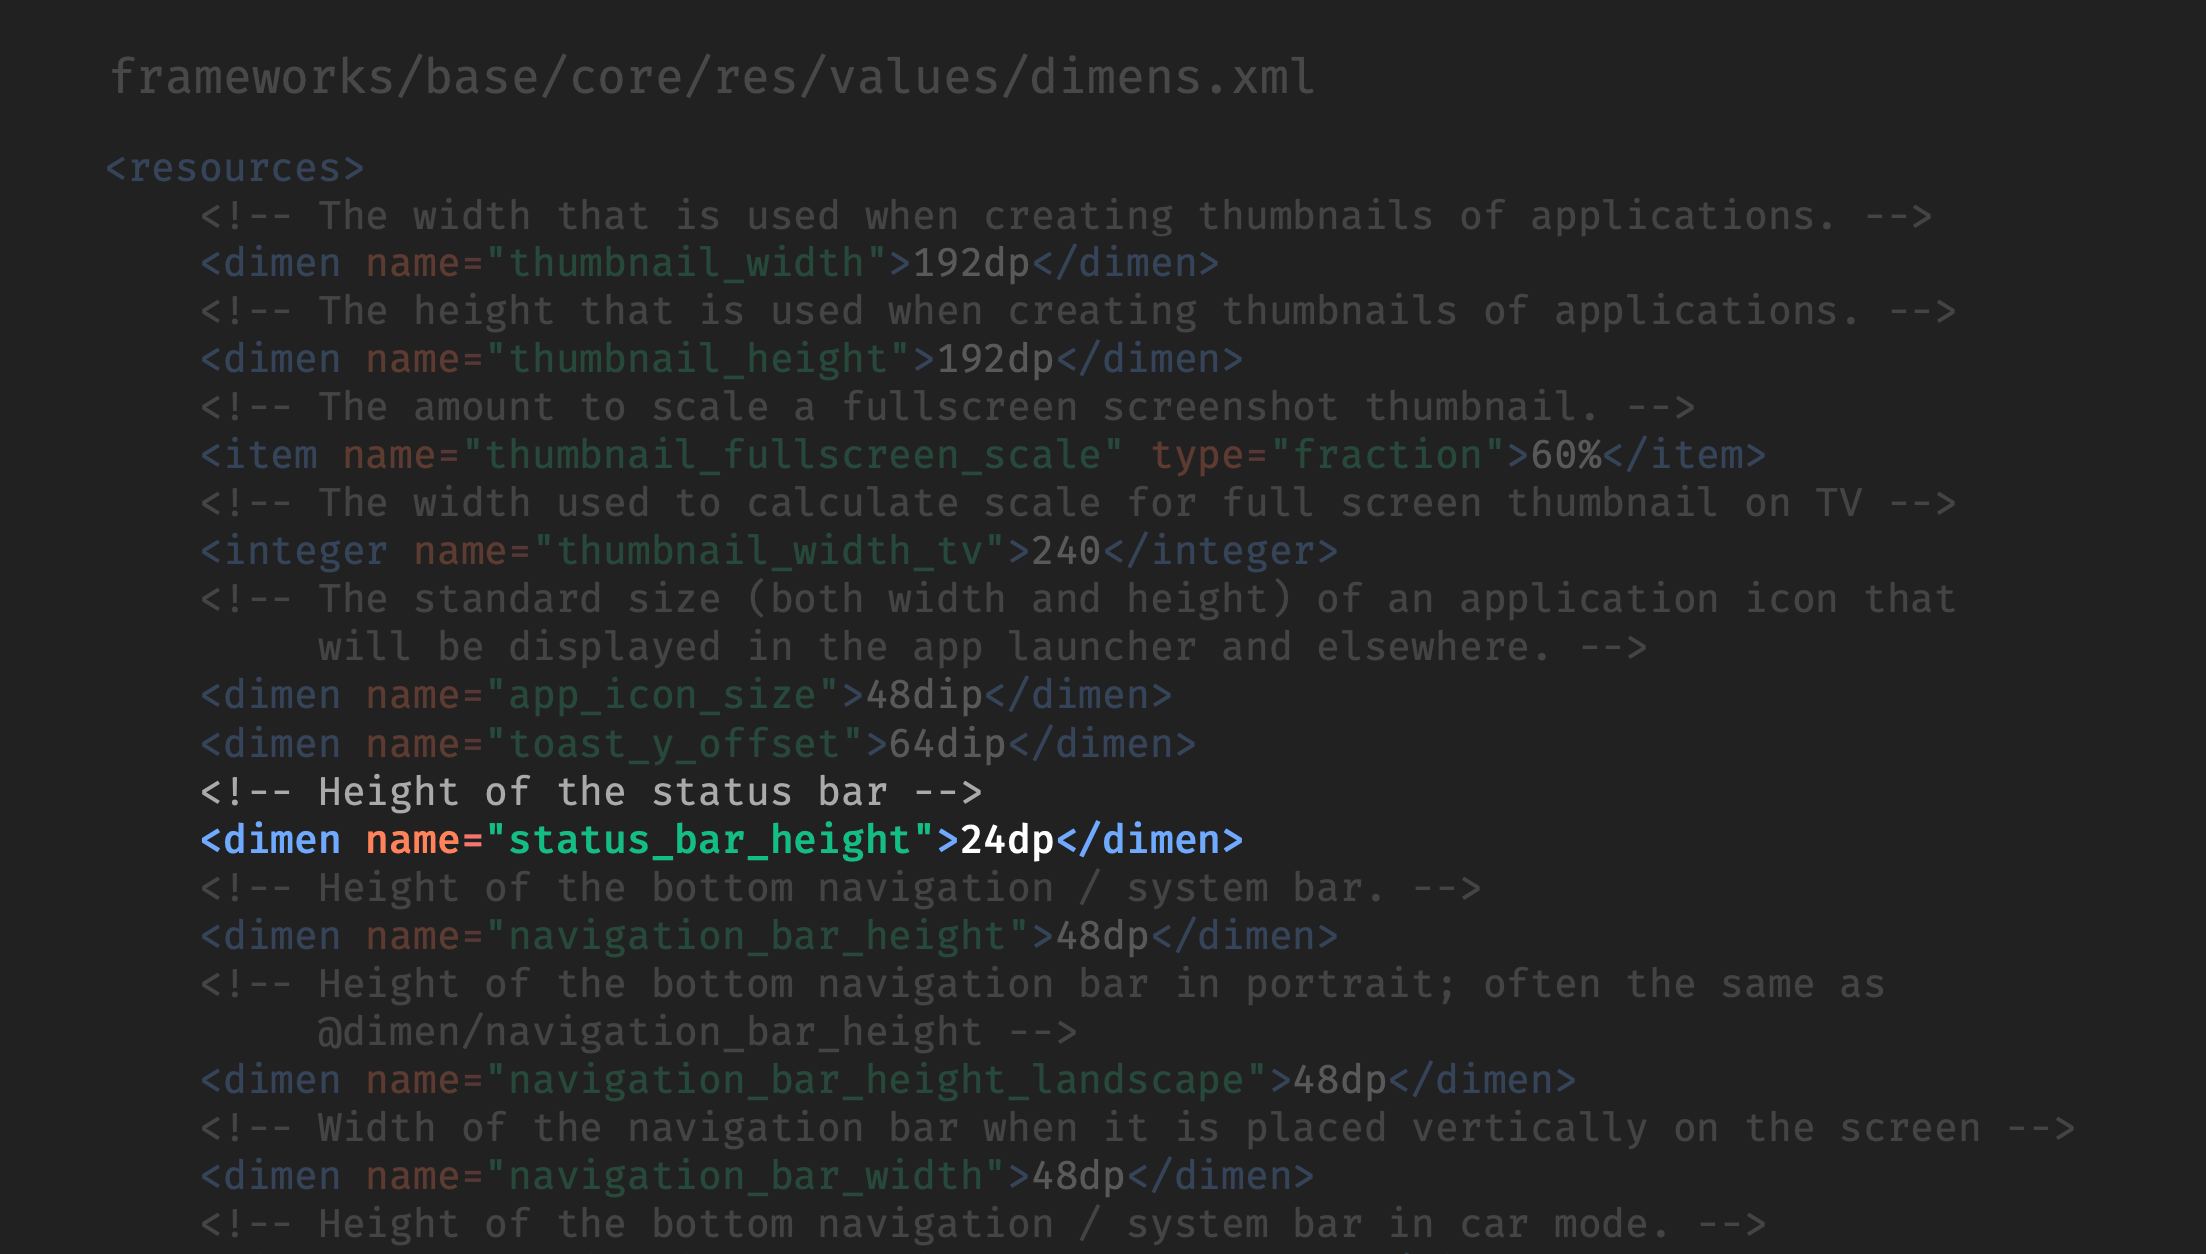 frameworks/base/core/res/values/dimens.xml
<resources>
<!-- The width that is used when creating thumbnails of applications. -->
<dimen name="thumbnail_width">192dp</dimen>
<!-- The height that is used when creating thumbnails of applications. -->
<dimen name="thumbnail_height">192dp</dimen>
<!-- The amount to scale a fullscreen screenshot thumbnail. -->
<item name="thumbnail_fullscreen_scale" type="fraction">60%</item>
<!-- The width used to calculate scale for full screen thumbnail on TV -->
<integer name="thumbnail_width_tv">240</integer>
<!-- The standard size (both width and height) of an application icon that
will be displayed in the app launcher and elsewhere. -->
<dimen name="app_icon_size">48dip</dimen>
<dimen name="toast_y_offset">64dip</dimen>
<!-- Height of the status bar -->
<dimen name="status_bar_height">24dp</dimen>
<!-- Height of the bottom navigation / system bar. -->
<dimen name="navigation_bar_height">48dp</dimen>
<!-- Height of the bottom navigation bar in portrait; often the same as
@dimen/navigation_bar_height -->
<dimen name="navigation_bar_height_landscape">48dp</dimen>
<!-- Width of the navigation bar when it is placed vertically on the screen -->
<dimen name="navigation_bar_width">48dp</dimen>
<!-- Height of the bottom navigation / system bar in car mode. -->